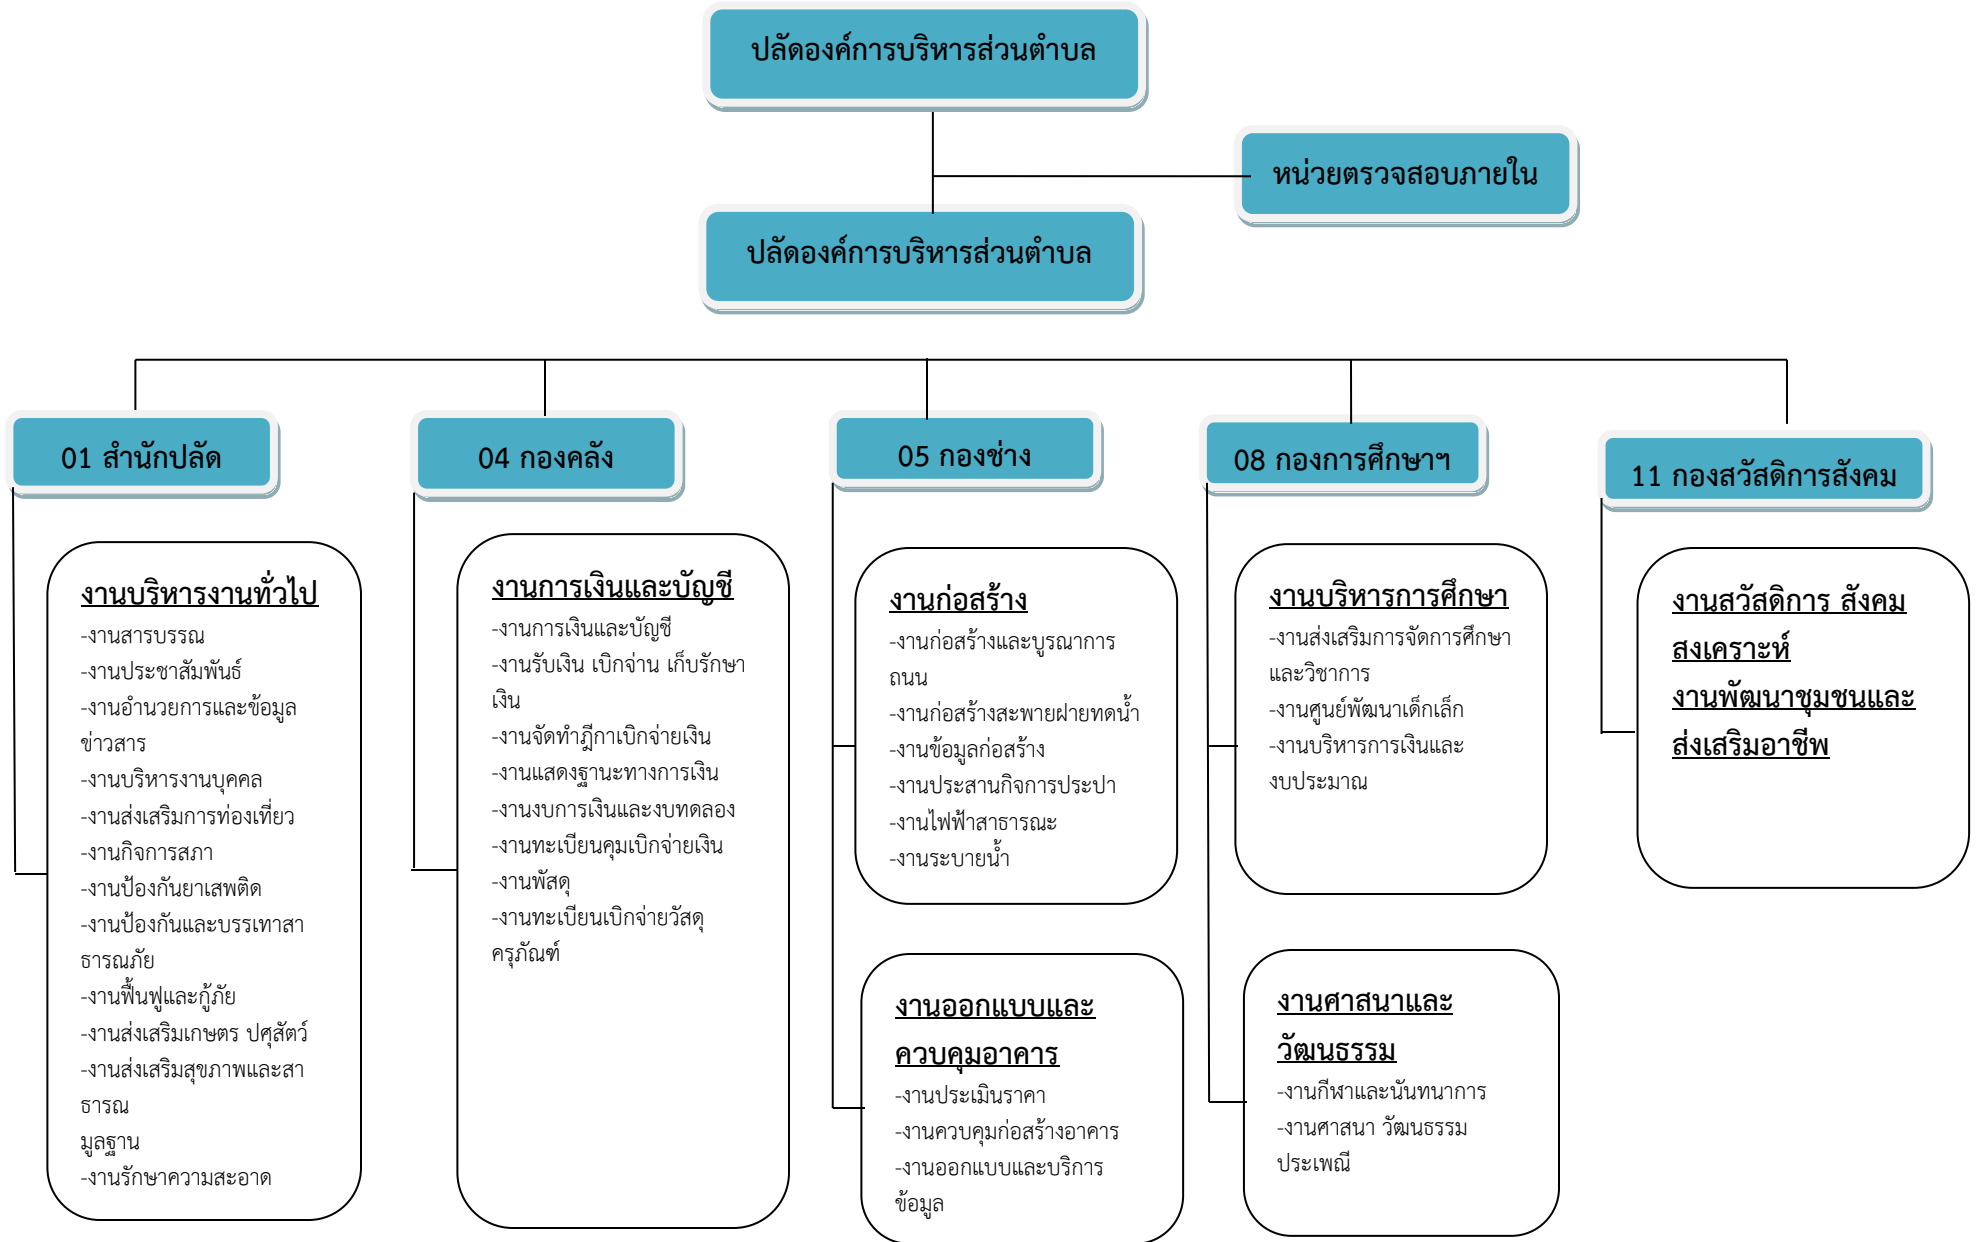 ปลัดองค์การบริหารส่วนตำบล
หน่วยตรวจสอบภายใน
ปลัดองค์การบริหารส่วนตำบล
01 สำนักปลัด
04 กองคลัง
05 กองช่าง
08 กองการศึกษาฯ
11 กองสวัสดิการสังคม
งานบริหารงานทั่วไป
-งานสารบรรณ
-งานประชาสัมพันธ์
-งานอำนวยการและข้อมูล
ข่าวสาร
-งานบริหารงานบุคคล
-งานส่งเสริมการท่องเที่ยว
-งานกิจการสภา
-งานป้องกันยาเสพติด
-งานป้องกันและบรรเทาสา
ธารณภัย
-งานฟื้นฟูและกู้ภัย
-งานส่งเสริมเกษตร ปศุสัตว์
-งานส่งเสริมสุขภาพและสา
ธารณ
มูลฐาน
-งานรักษาความสะอาด
งานการเงินและบัญชี
-งานการเงินและบัญชี
-งานรับเงิน เบิกจ่าน เก็บรักษา
เงิน
-งานจัดทำฎีกาเบิกจ่ายเงิน
-งานแสดงฐานะทางการเงิน
-งานงบการเงินและงบทดลอง
-งานทะเบียนคุมเบิกจ่ายเงิน
-งานพัสดุ
-งานทะเบียนเบิกจ่ายวัสดุ
ครุภัณฑ์
งานก่อสร้าง
-งานก่อสร้างและบูรณาการ
ถนน
-งานก่อสร้างสะพายฝายทดน้ำ
-งานข้อมูลก่อสร้าง
-งานประสานกิจการประปา
-งานไฟฟ้าสาธารณะ
-งานระบายน้ำ
งานออกแบบและ
ควบคุมอาคาร
-งานประเมินราคา
-งานควบคุมก่อสร้างอาคาร
-งานออกแบบและบริการ
ข้อมูล
งานบริหารการศึกษา
-งานส่งเสริมการจัดการศึกษา
และวิชาการ
-งานศูนย์พัฒนาเด็กเล็ก
-งานบริหารการเงินและ
งบประมาณ
งานศาสนาและ
วัฒนธรรม
-งานกีฬาและนันทนาการ
-งานศาสนา วัฒนธรรม
ประเพณี
งานสวัสดิการ สังคม
สงเคราะห์
งานพัฒนาชุมชนและ
ส่งเสริมอาชีพ